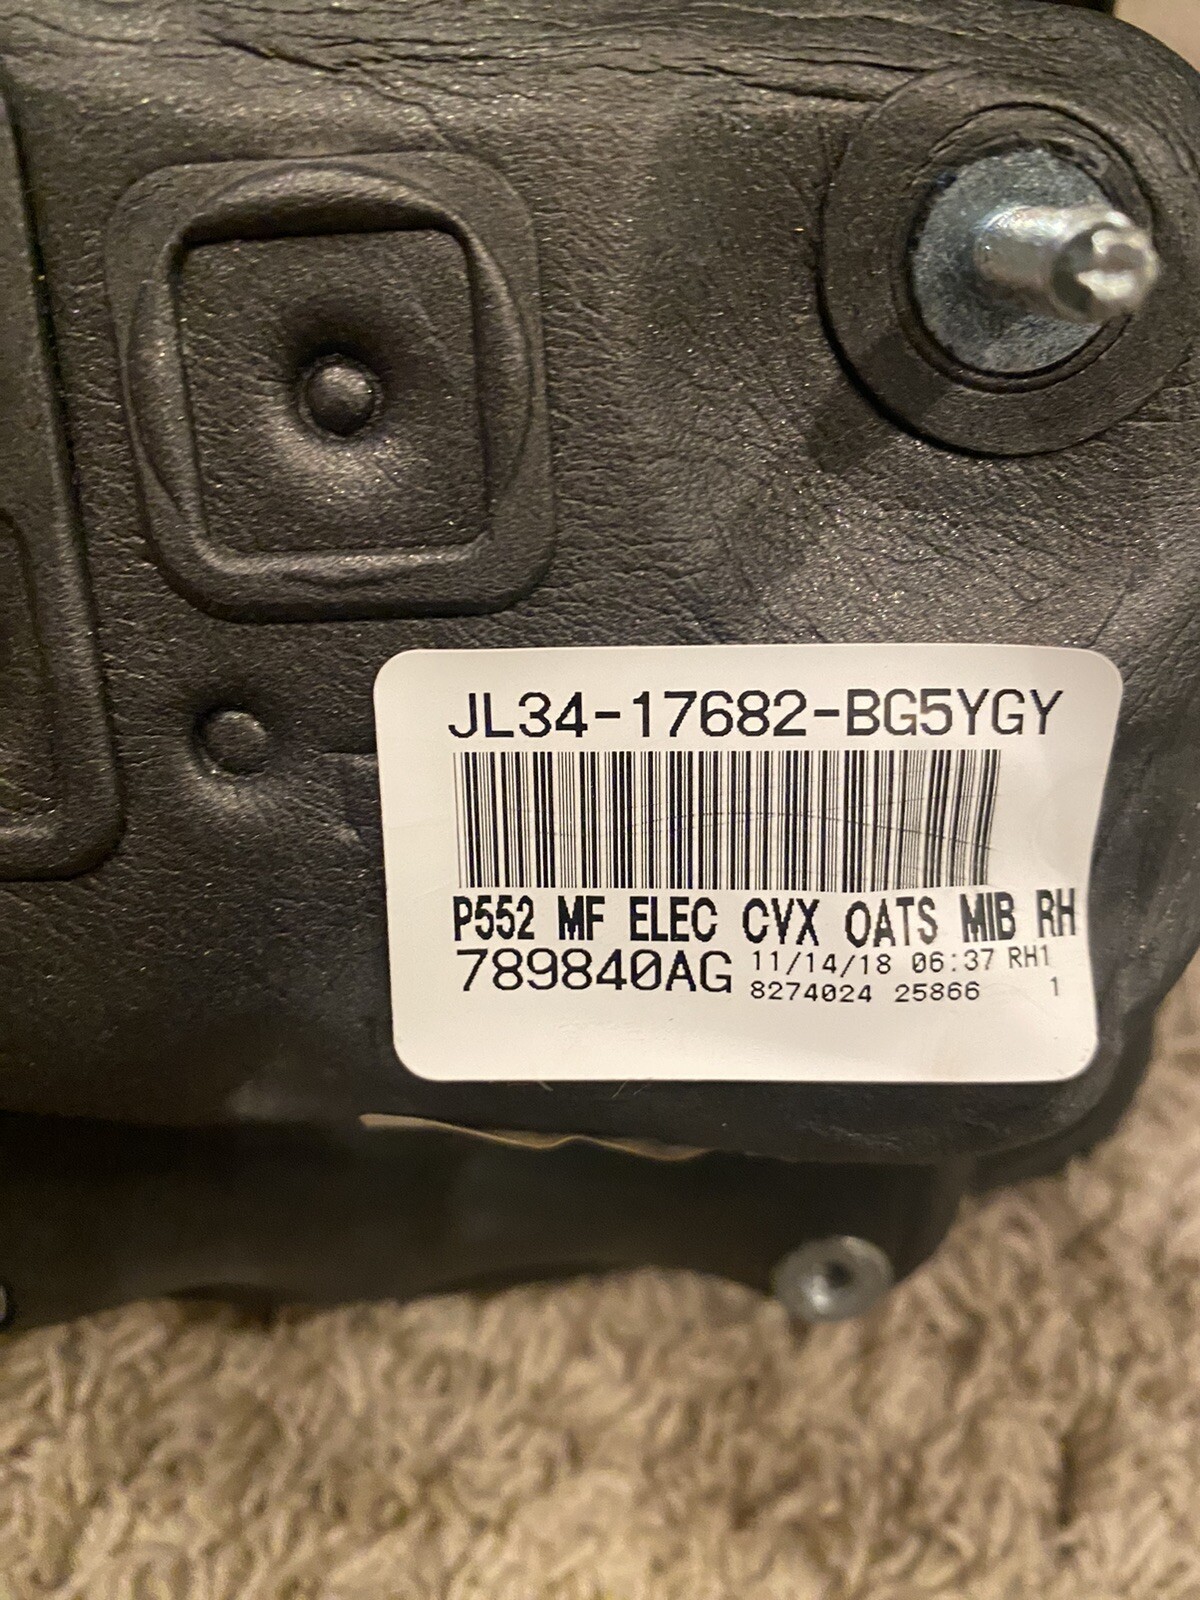 JL34-17682-BG5YGY
P552 MF ELEC CVX OATS MIB RH
789840AG 11/14/18 06:37 RH1
8274024 25866 1